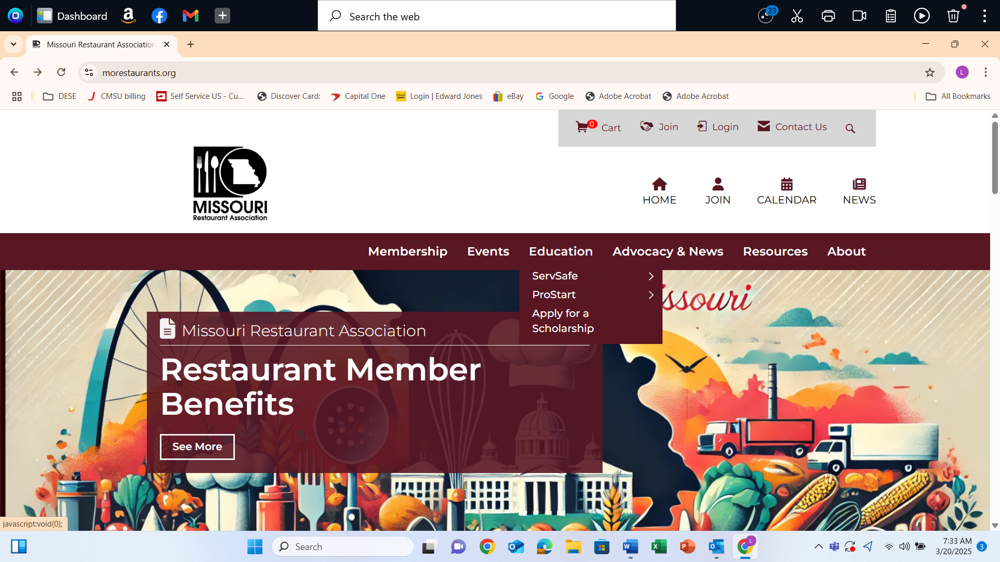 Dashboard
Search the web
33
Missouri Restaurant Association
morestaurants.org
L
DESE
CMSU billing
Self Service US - Cu...
Discover Card:
Capital One
Login | Edward Jones
eBay
Google
Adobe Acrobat
Adobe Acrobat
All Bookmarks
0 Cart
Join
Login
Contact Us
MISSOURI
Restaurant Association
HOME
JOIN
CALENDAR
NEWS
Membership
Events
Education
Advocacy & News
Resources
About
ServSafe
ProStart
Apply for a
Scholarship
Missouri Restaurant Association
Restaurant Member
Benefits
See More
javascript:void(0);
Search
L
7:33 AM
3/20/2025
3